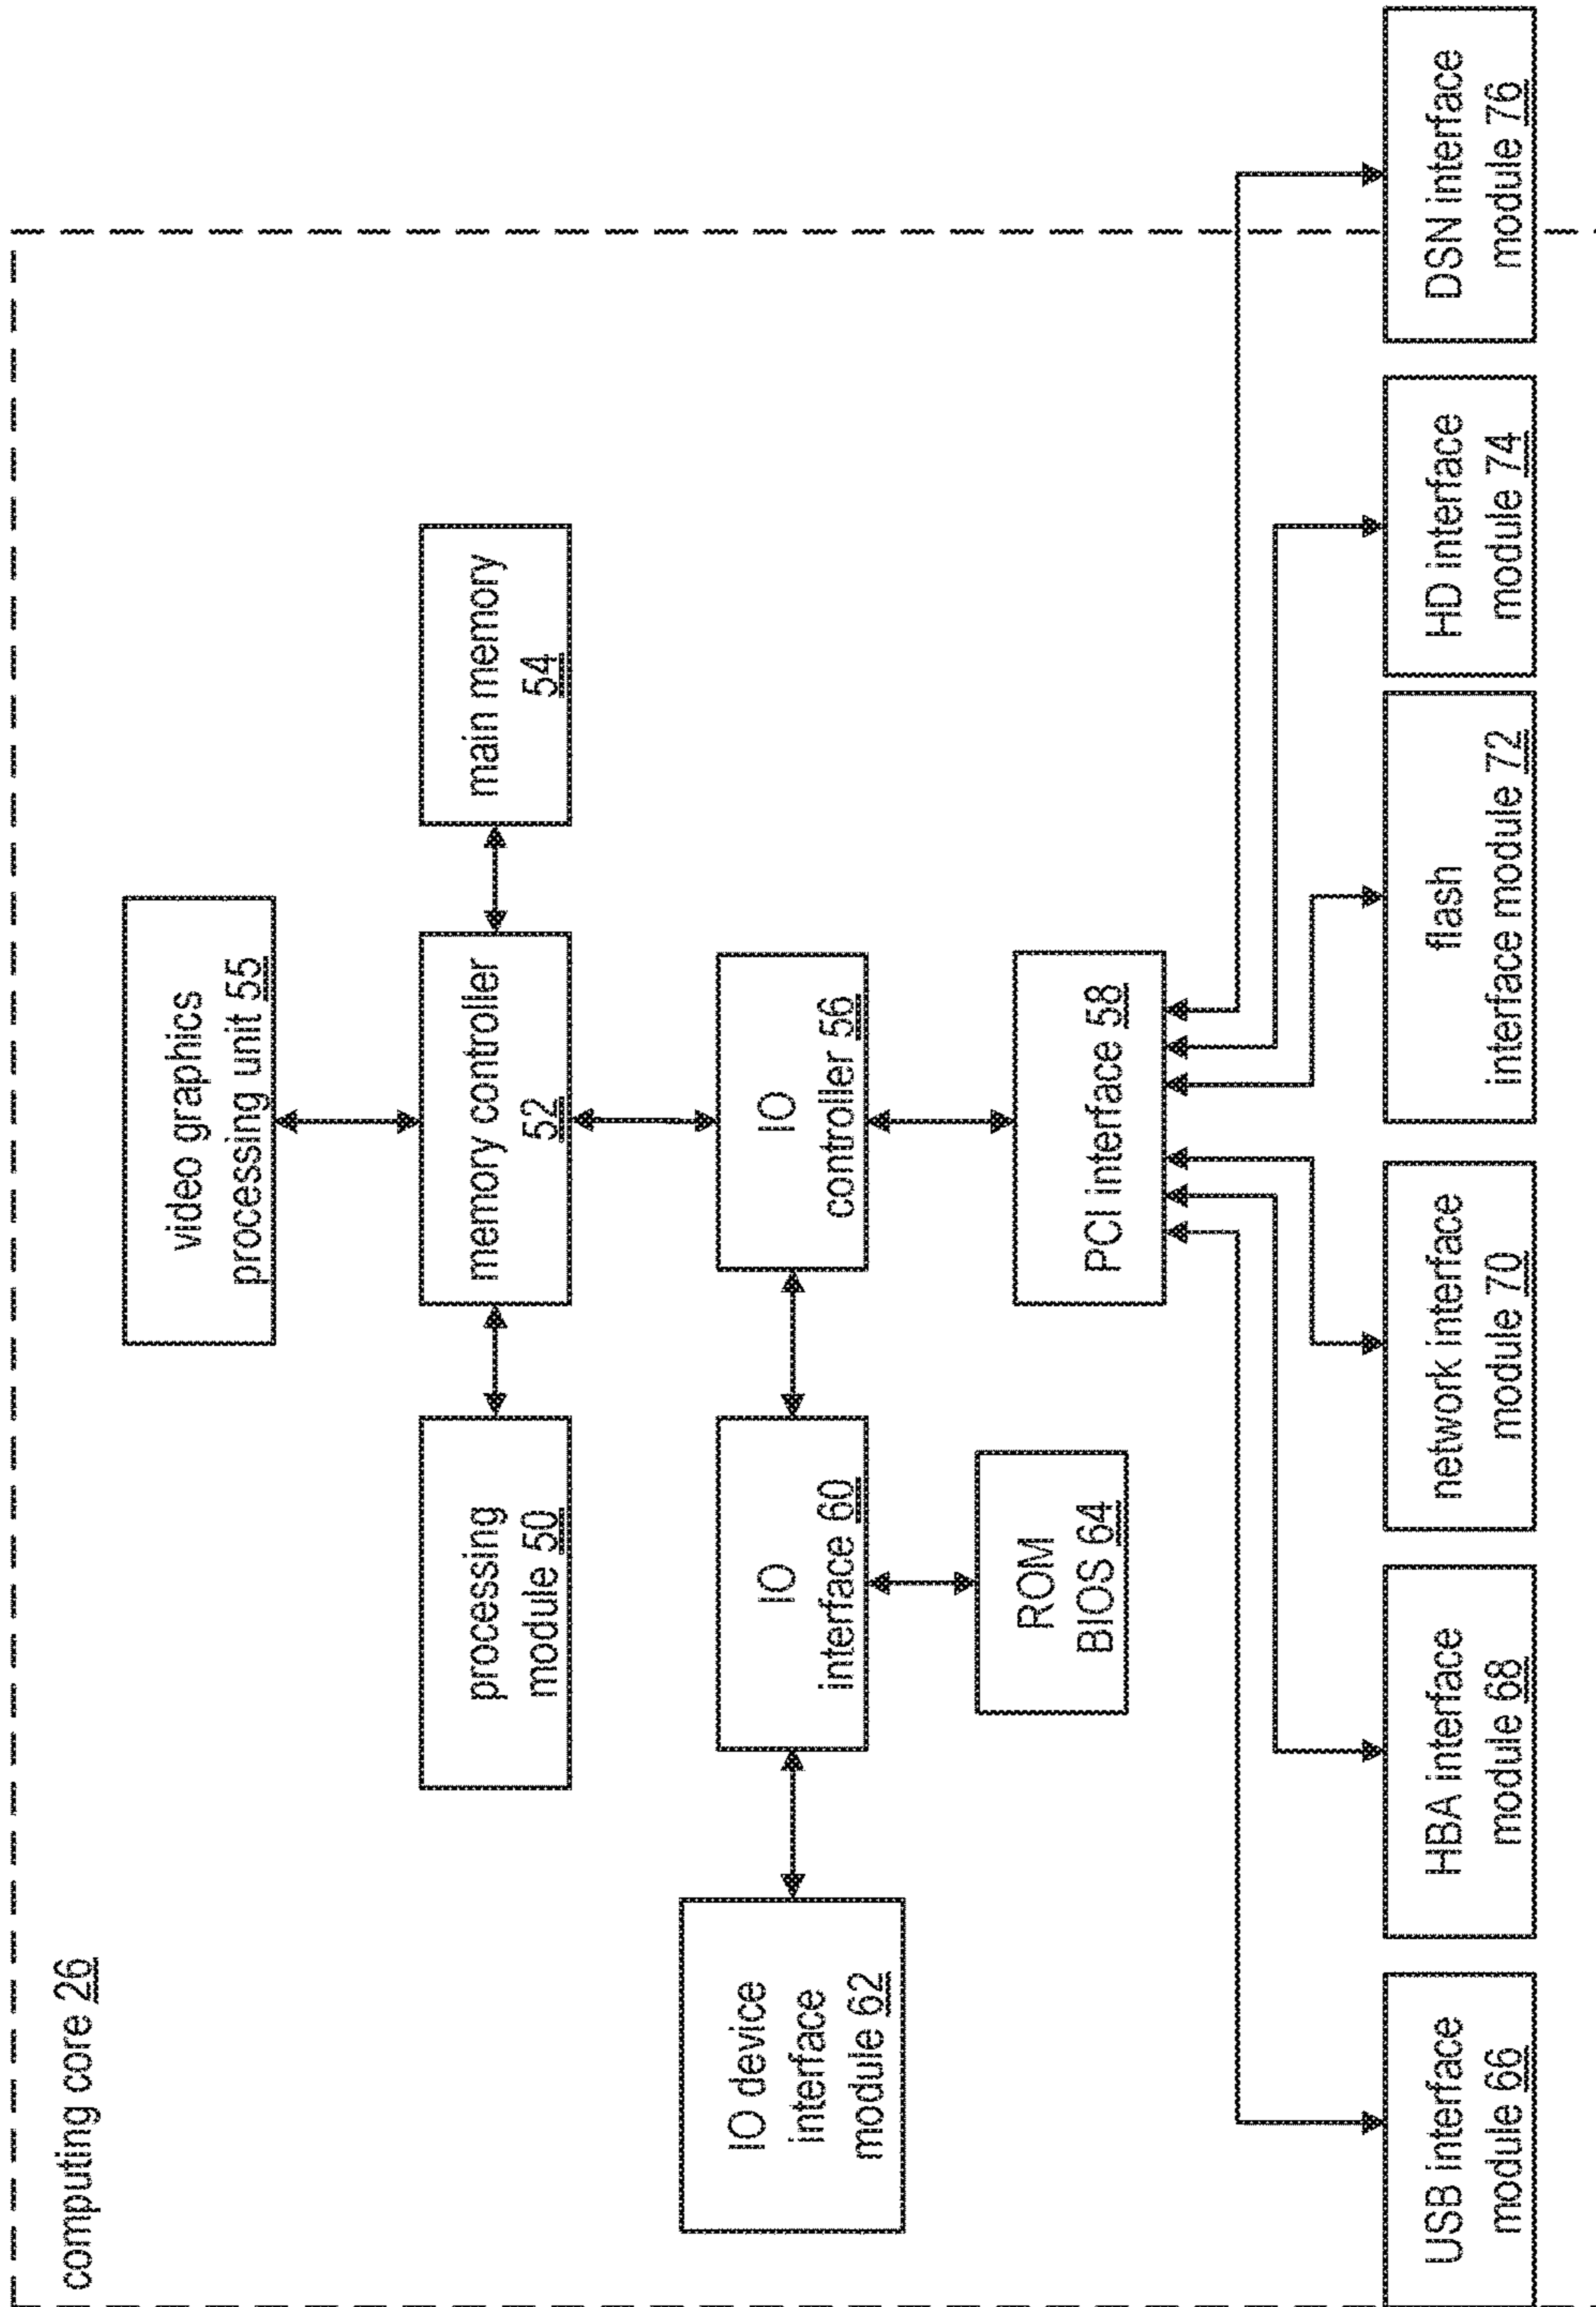 computing core 26
video graphics
processing unit 55
processing
module 50
memory controller
52
main memory
54
IO device
interface
module 62
IO
interface 60
IO
controller 56
ROM
BIOS 64
PCI interface 58
USB interface
module 66
HBA interface
module 68
network interface
module 70
flash
interface module 72
HD interface
module 74
DSN interface
module 76